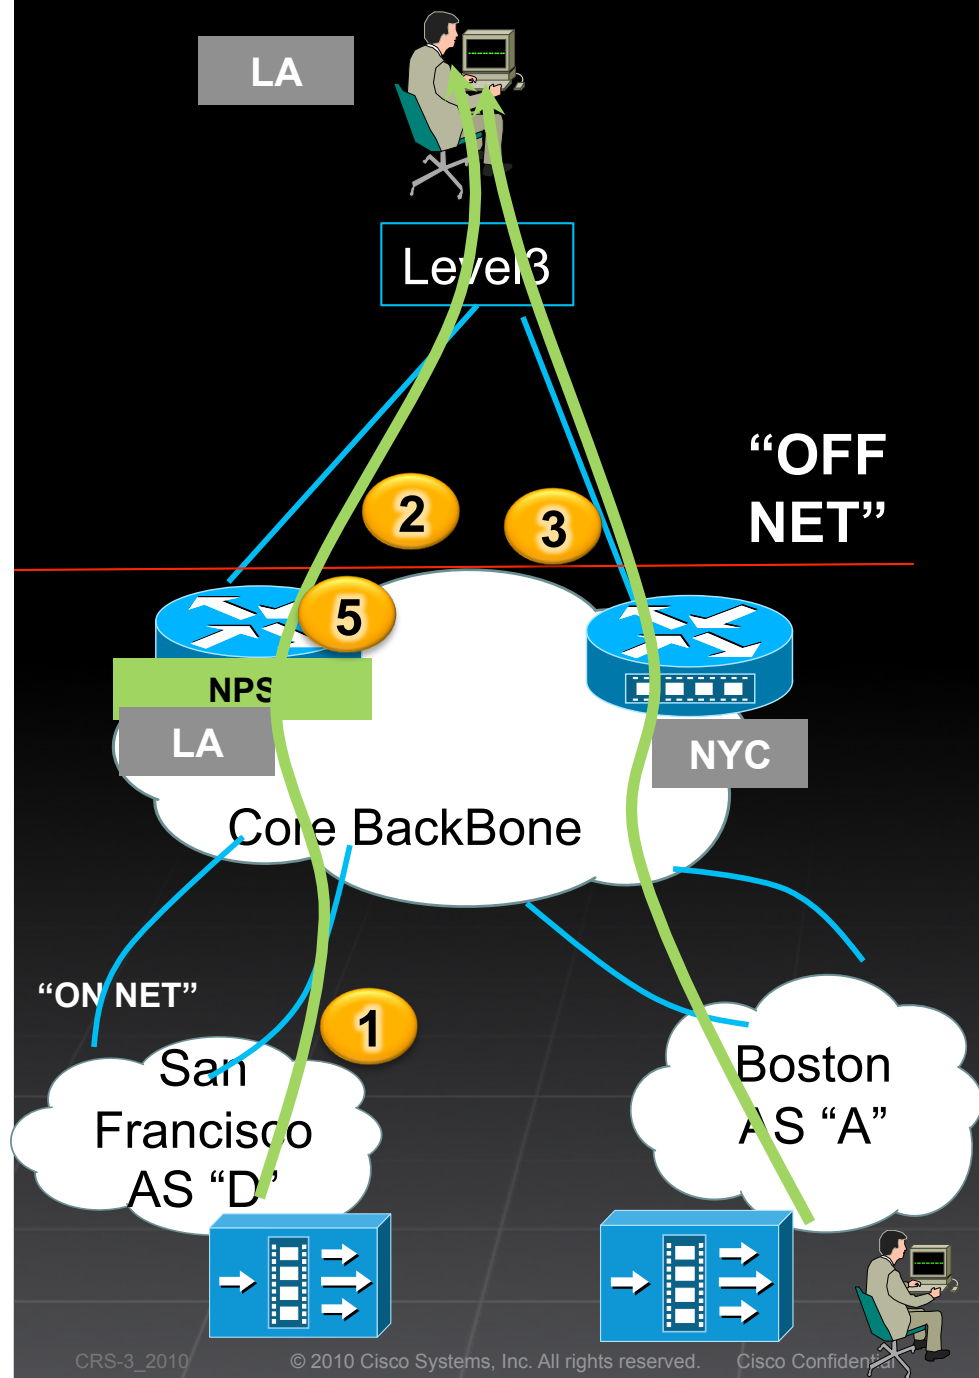 LA
Level3
“OFF
NET”
2
3
5
NPS
LA
NYC
Core BackBone
“ON NET”
1
San
Francisco
AS “D”
Boston
AS “A”
CRS-3_2010 © 2010 Cisco Systems, Inc. All rights reserved. Cisco Confidential